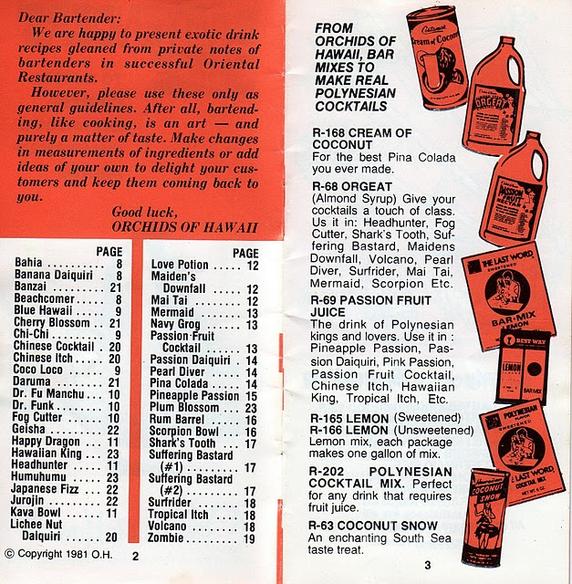 Dear Bartender:
We are happy to present exotic drink
recipes gleaned from private notes of
bartenders in successful Oriental
Restaurants.
However, please use these only as
general guidelines. After all, bartend-
ing, like cooking, is an art — and
purely a matter of taste. Make changes
in measurements of ingredients or add
ideas of your own to delight your cus-
tomers and keep them coming back to
you.
Good luck,
ORCHIDS OF HAWAII
PAGE
Bahia . . . . . . . . . 8
Banana Daiquiri . 8
Banzai . . . . . . . 21
Beachcomer . . . . 8
Blue Hawaii . . . . 9
Cherry Blossom . . 21
Chi-Chi . . . . . . . 9
Chinese Cocktail . 20
Chinese Itch . . . . 20
Coco Loco . . . . . 9
Daruma . . . . . . 21
Dr. Fu Manchu . . 10
Dr. Funk . . . . . . 10
Fog Cutter . . . . 10
Geisha . . . . . . . 22
Happy Dragon . . 11
Hawaiian King . . 23
Headhunter . . . . 11
Humuhumu . . . . 23
Japanese Fizz . . 22
Jurojin . . . . . . . 22
Kava Bowl . . . . 11
Lichee Nut
Daiquiri . . . . . 20
© Copyright 1981 O.H. 2
PAGE
Love Potion . . . . . 12
Maiden's
Downfall . . . . . 12
Mai Tai . . . . . . . 12
Mermaid . . . . . . 13
Navy Grog . . . . . 13
Passion Fruit
Cocktail . . . . . 13
Passion Daiquiri . . 14
Pearl Diver . . . . . 14
Pina Colada . . . . 14
Pineapple Passion 15
Plum Blossom . . . 23
Rum Barrel . . . . . 16
Scorpion Bowl . . . 16
Shark's Tooth . . . 17
Suffering Bastard
(#1) . . . . . . . . 17
Suffering Bastard
(#2) . . . . . . . . 17
Surfrider . . . . . . 18
Tropical Itch . . . . 18
Volcano . . . . . . . 18
Zombie . . . . . . . 19
FROM
ORCHIDS OF
HAWAII, BAR
MIXES TO
MAKE REAL
POLYNESIAN
COCKTAILS
R-168 CREAM OF
COCONUT
For the best Pina Colada
you ever made.
R-68 ORGEAT
(Almond Syrup) Give your
cocktails a touch of class.
Us it in: Headhunter, Fog
Cutter, Shark's Tooth, Suf-
fering Bastard, Maidens
Downfall, Volcano, Pearl
Diver, Surfrider, Mai Tai,
Mermaid, Scorpion Etc.
R-69 PASSION FRUIT
JUICE
The drink of Polynesian
kings and lovers. Use it in :
Pineapple Passion, Pas-
sion Daiquiri, Pink Passion,
Passion Fruit Cocktail,
Chinese Itch, Hawaiian
King, Tropical Itch, Etc.
R-165 LEMON (Sweetened)
R-166 LEMON (Unsweetened)
Lemon mix, each package
makes one gallon of mix.
R-202 POLYNESIAN
COCKTAIL MIX. Perfect
for any drink that requires
fruit juice.
R-63 COCONUT SNOW
An enchanting South Sea
taste treat.
3
Cream of Coconut
ORGEAT
PASSION
FRUIT
NECTAR
THE LAST WORD
SWEETENED
BAR-MIX
LEMON
BEST WAY
LEMON
BAR MIX
POLYNESIAN
SWEETENED
LAST WORD
COCKTAIL MIX
COCONUT
SNOW